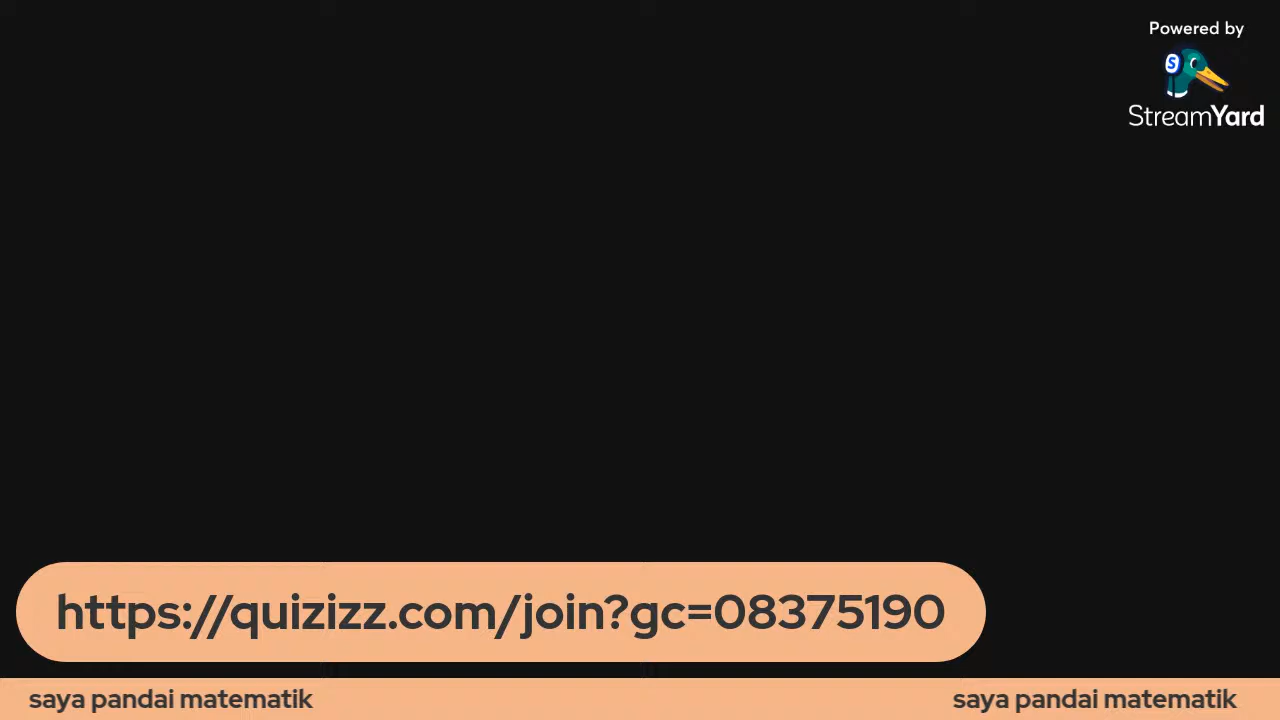 Powered by
S
StreamYard
https://quizizz.com/join?gc=08375190
saya pandai matematik
saya pandai matematik